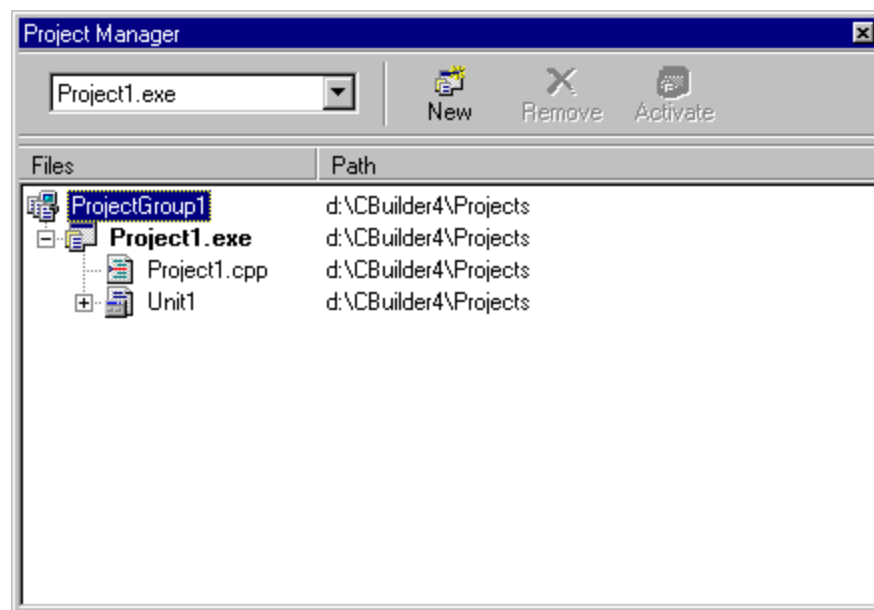 Project Manager
Project1.exe
New Remove Activate
Files Path
ProjectGroup1 d:\CBuilder4\Projects
Project1.exe d:\CBuilder4\Projects
Project1.cpp d:\CBuilder4\Projects
Unit1 d:\CBuilder4\Projects